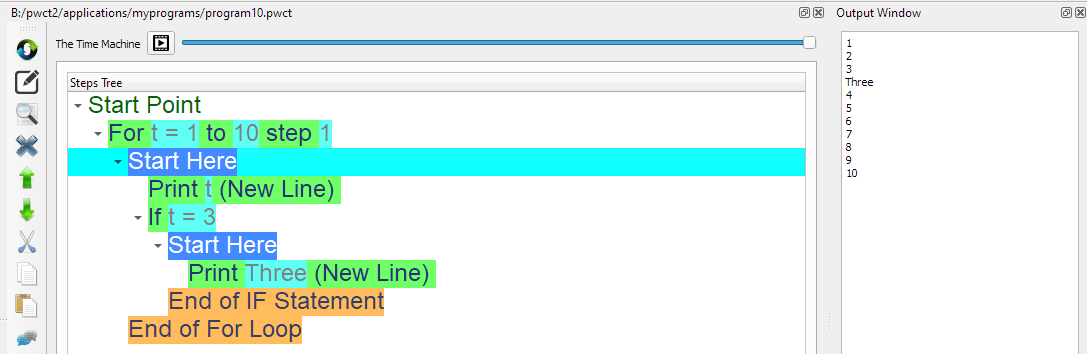 B:/pwct2/applications/myprograms/program10.pwct
The Time Machine
Steps Tree
Start Point
For t = 1 to 10 step 1
Start Here
Print t (New Line)
If t = 3
Start Here
Print Three (New Line)
End of IF Statement
End of For Loop
Output Window
1
2
3
Three
4
5
6
7
8
9
10